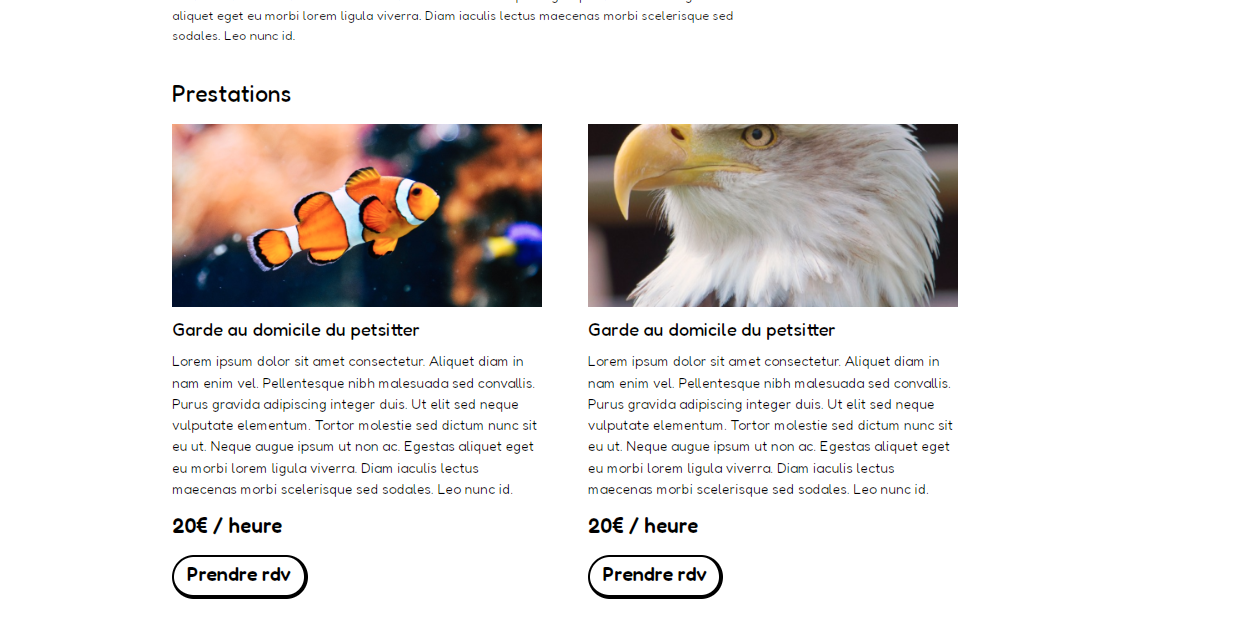 aliquet eget eu morbi lorem ligula viverra. Diam iaculis lectus maecenas morbi scelerisque sed
sodales. Leo nunc id.
Prestations
Garde au domicile du petsitter
Lorem ipsum dolor sit amet consectetur. Aliquet diam in
nam enim vel. Pellentesque nibh malesuada sed convallis.
Purus gravida adipiscing integer duis. Ut elit sed neque
vulputate elementum. Tortor molestie sed dictum nunc sit
eu ut. Neque augue ipsum ut non ac. Egestas aliquet eget
eu morbi lorem ligula viverra. Diam iaculis lectus
maecenas morbi scelerisque sed sodales. Leo nunc id.
20€ / heure
Prendre rdv
Garde au domicile du petsitter
Lorem ipsum dolor sit amet consectetur. Aliquet diam in
nam enim vel. Pellentesque nibh malesuada sed convallis.
Purus gravida adipiscing integer duis. Ut elit sed neque
vulputate elementum. Tortor molestie sed dictum nunc sit
eu ut. Neque augue ipsum ut non ac. Egestas aliquet eget
eu morbi lorem ligula viverra. Diam iaculis lectus
maecenas morbi scelerisque sed sodales. Leo nunc id.
20€ / heure
Prendre rdv